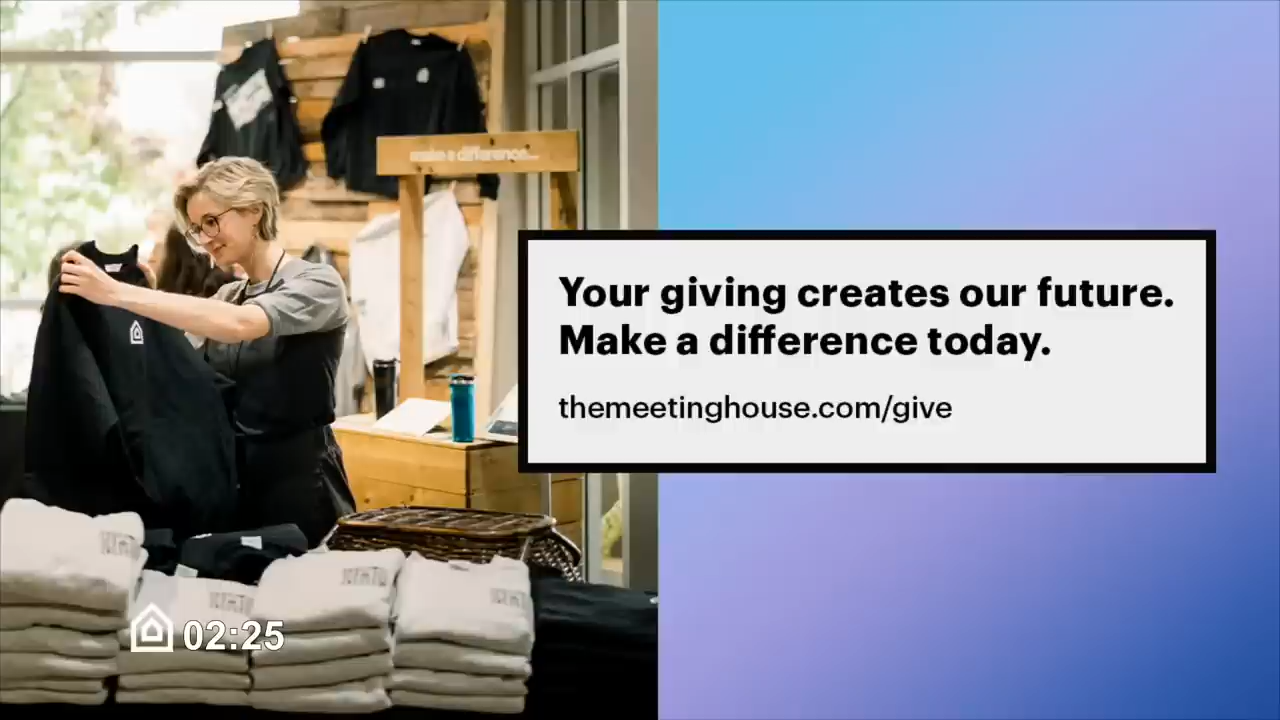 make a difference...
Your giving creates our future.
Make a difference today.
themeetinghouse.com/give
02:25